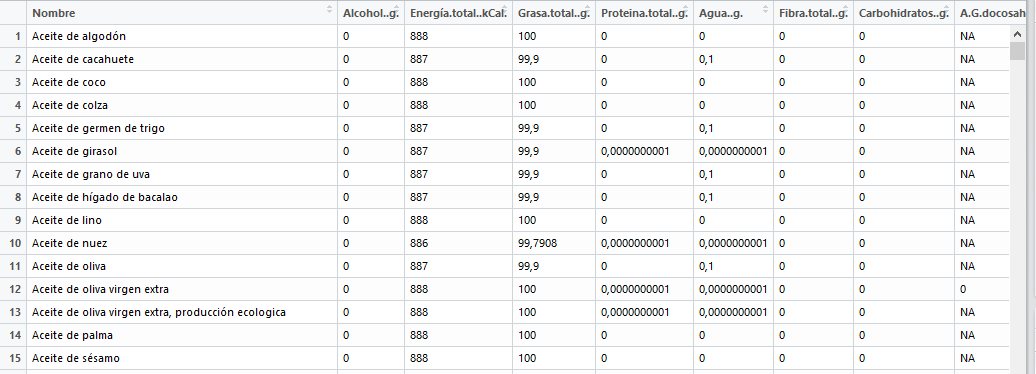 Nombre Alcohol..g. Energía.total..kCal. Grasa.total..g. Proteina.total..g. Agua..g. Fibra.total..g. Carbohidratos..g. A.G.docosah
1 Aceite de algodón 0 888 100 0 0 0 0 NA
2 Aceite de cacahuete 0 887 99,9 0 0,1 0 0 NA
3 Aceite de coco 0 888 100 0 0 0 0 NA
4 Aceite de colza 0 888 100 0 0 0 0 NA
5 Aceite de germen de trigo 0 887 99,9 0 0,1 0 0 NA
6 Aceite de girasol 0 887 99,9 0,0000000001 0,0000000001 0 0 NA
7 Aceite de grano de uva 0 887 99,9 0 0,1 0 0 NA
8 Aceite de hígado de bacalao 0 887 99,9 0 0,1 0 0 NA
9 Aceite de lino 0 888 100 0 0 0 0 NA
10 Aceite de nuez 0 886 99,7908 0,0000000001 0,0000000001 0 0 NA
11 Aceite de oliva 0 887 99,9 0 0,1 0 0 NA
12 Aceite de oliva virgen extra 0 888 100 0,0000000001 0,0000000001 0 0 0
13 Aceite de oliva virgen extra, producción ecologica 0 888 100 0,0000000001 0,0000000001 0 0 NA
14 Aceite de palma 0 888 100 0 0 0 0 NA
15 Aceite de sésamo 0 888 100 0 0 0 0 NA